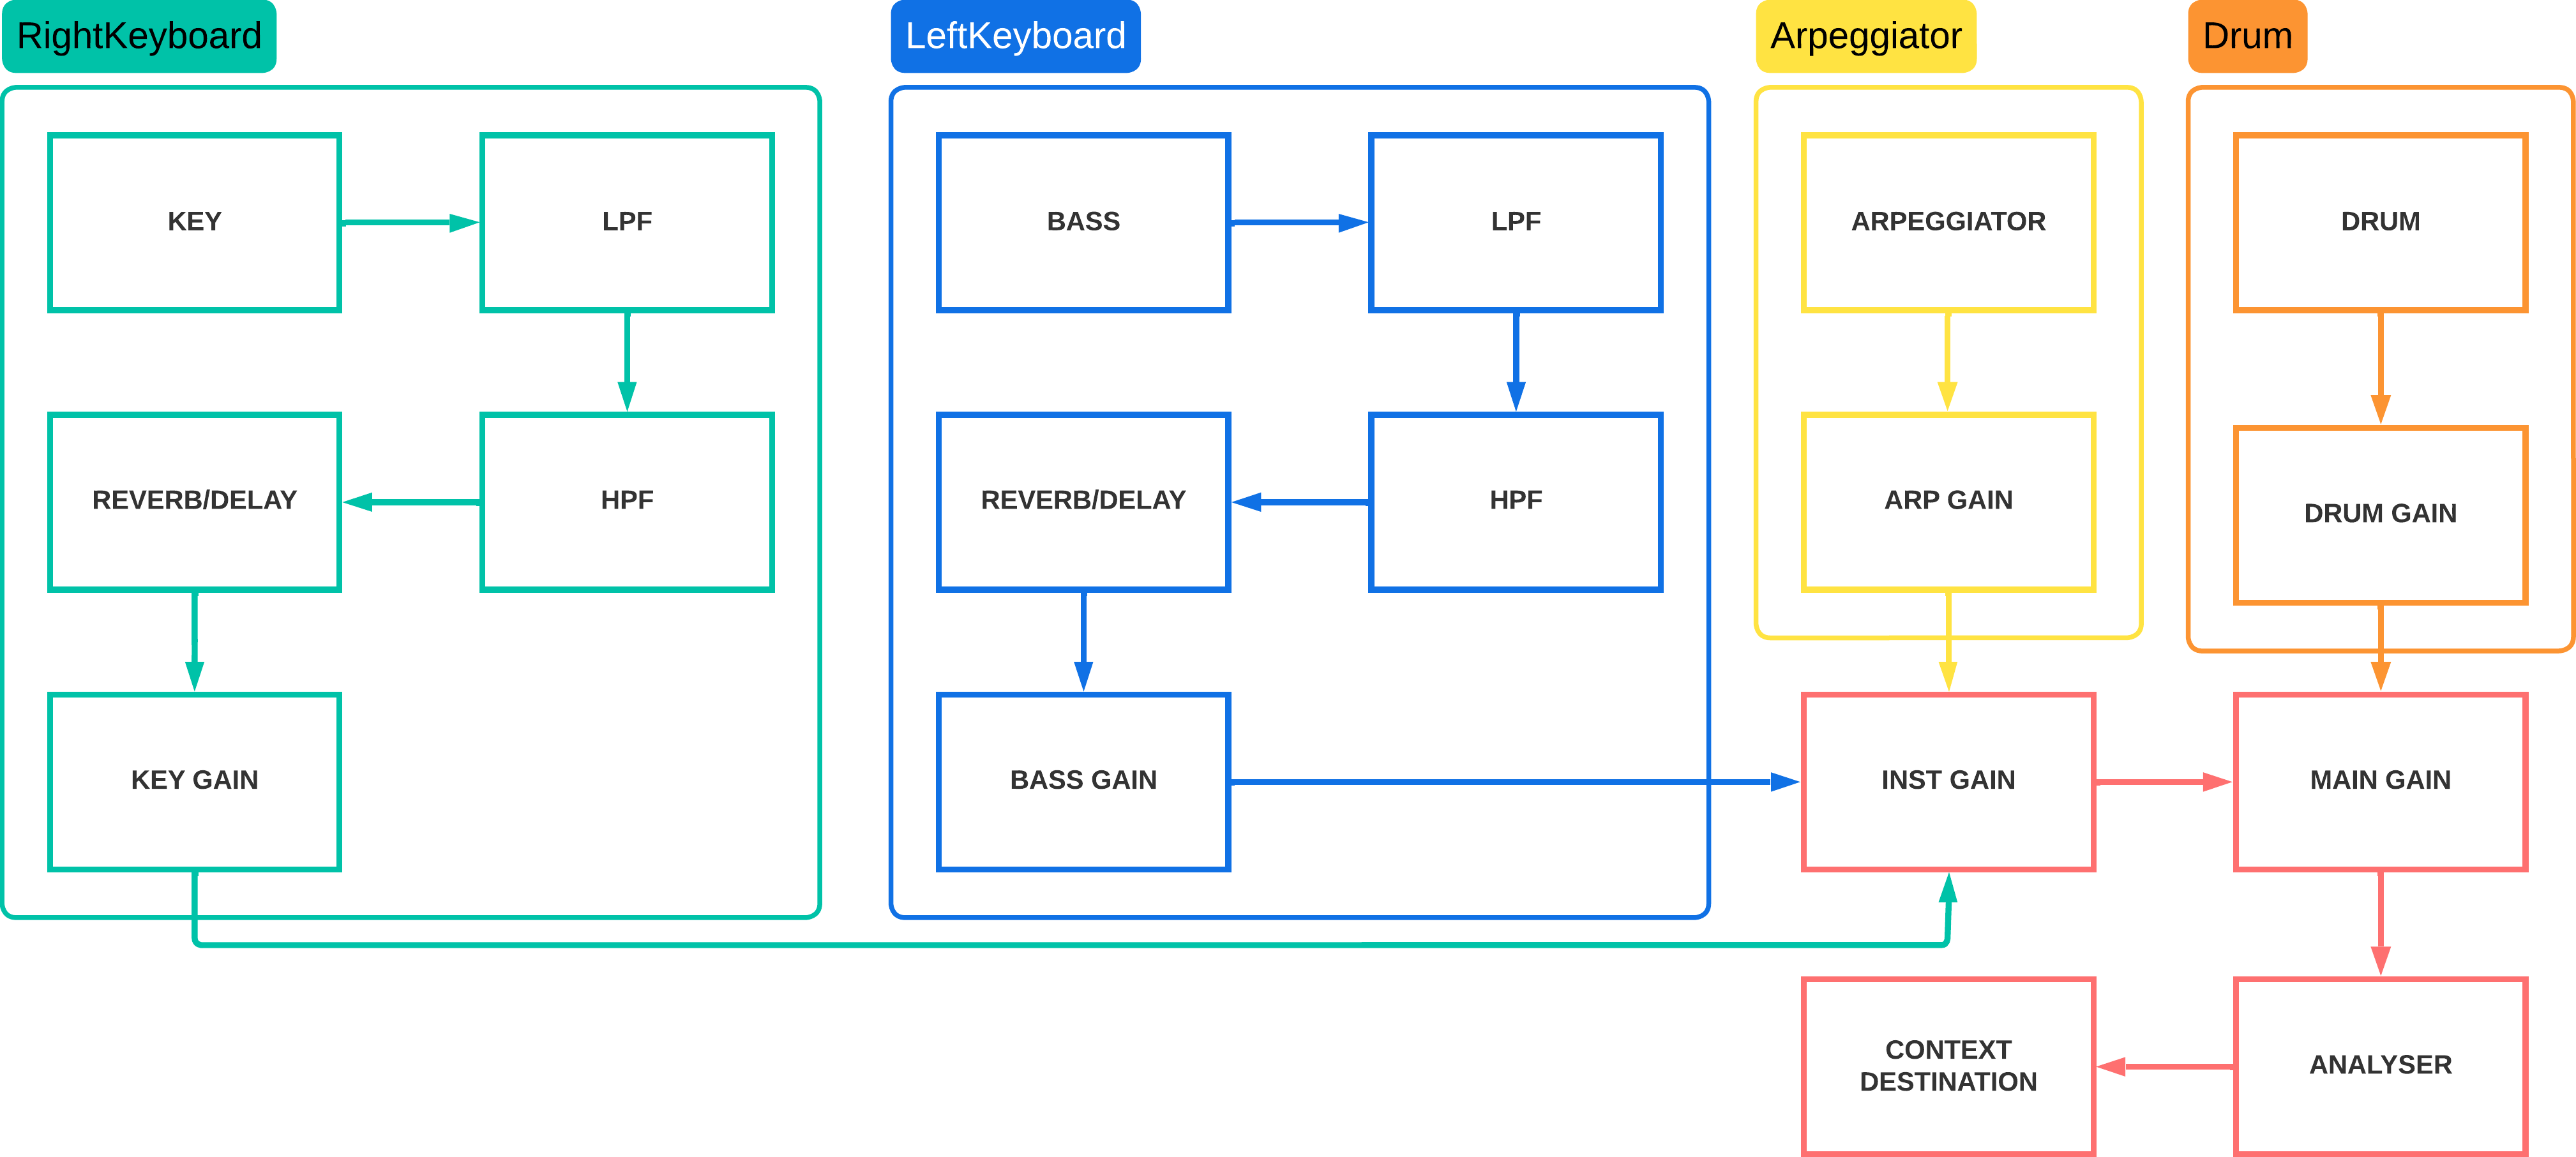 RightKeyboard
LeftKeyboard
Arpeggiator
Drum
KEY
LPF
BASS
LPF
ARPEGGIATOR
DRUM
REVERB/DELAY
HPF
REVERB/DELAY
HPF
ARP GAIN
DRUM GAIN
KEY GAIN
BASS GAIN
INST GAIN
MAIN GAIN
CONTEXT
DESTINATION
ANALYSER